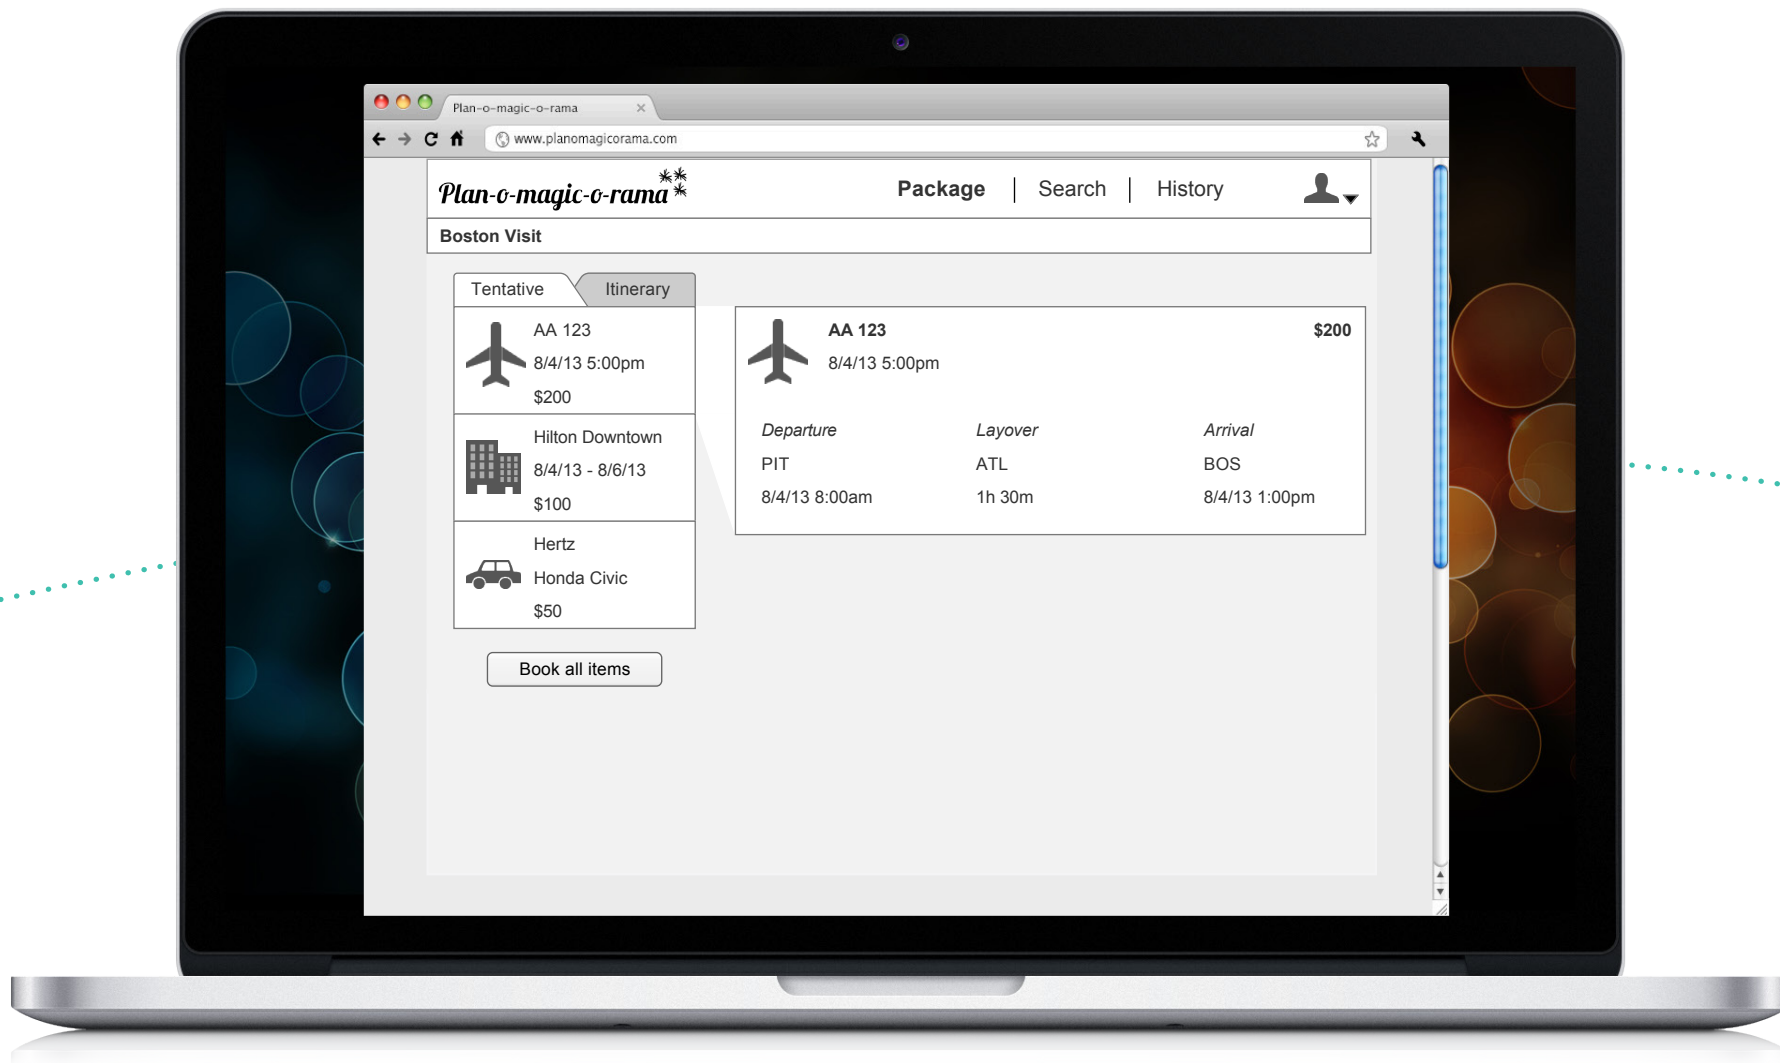 Plan-o-magic-o-rama
www.planomagicorama.com
Plan-o-magic-o-rama
Package | Search | History
Boston Visit
Tentative
Itinerary
AA 123
8/4/13 5:00pm
$200
Hilton Downtown
8/4/13 - 8/6/13
$100
Hertz
Honda Civic
$50
Book all items
AA 123
$200
8/4/13 5:00pm
Departure
Layover
Arrival
PIT
ATL
BOS
8/4/13 8:00am
1h 30m
8/4/13 1:00pm